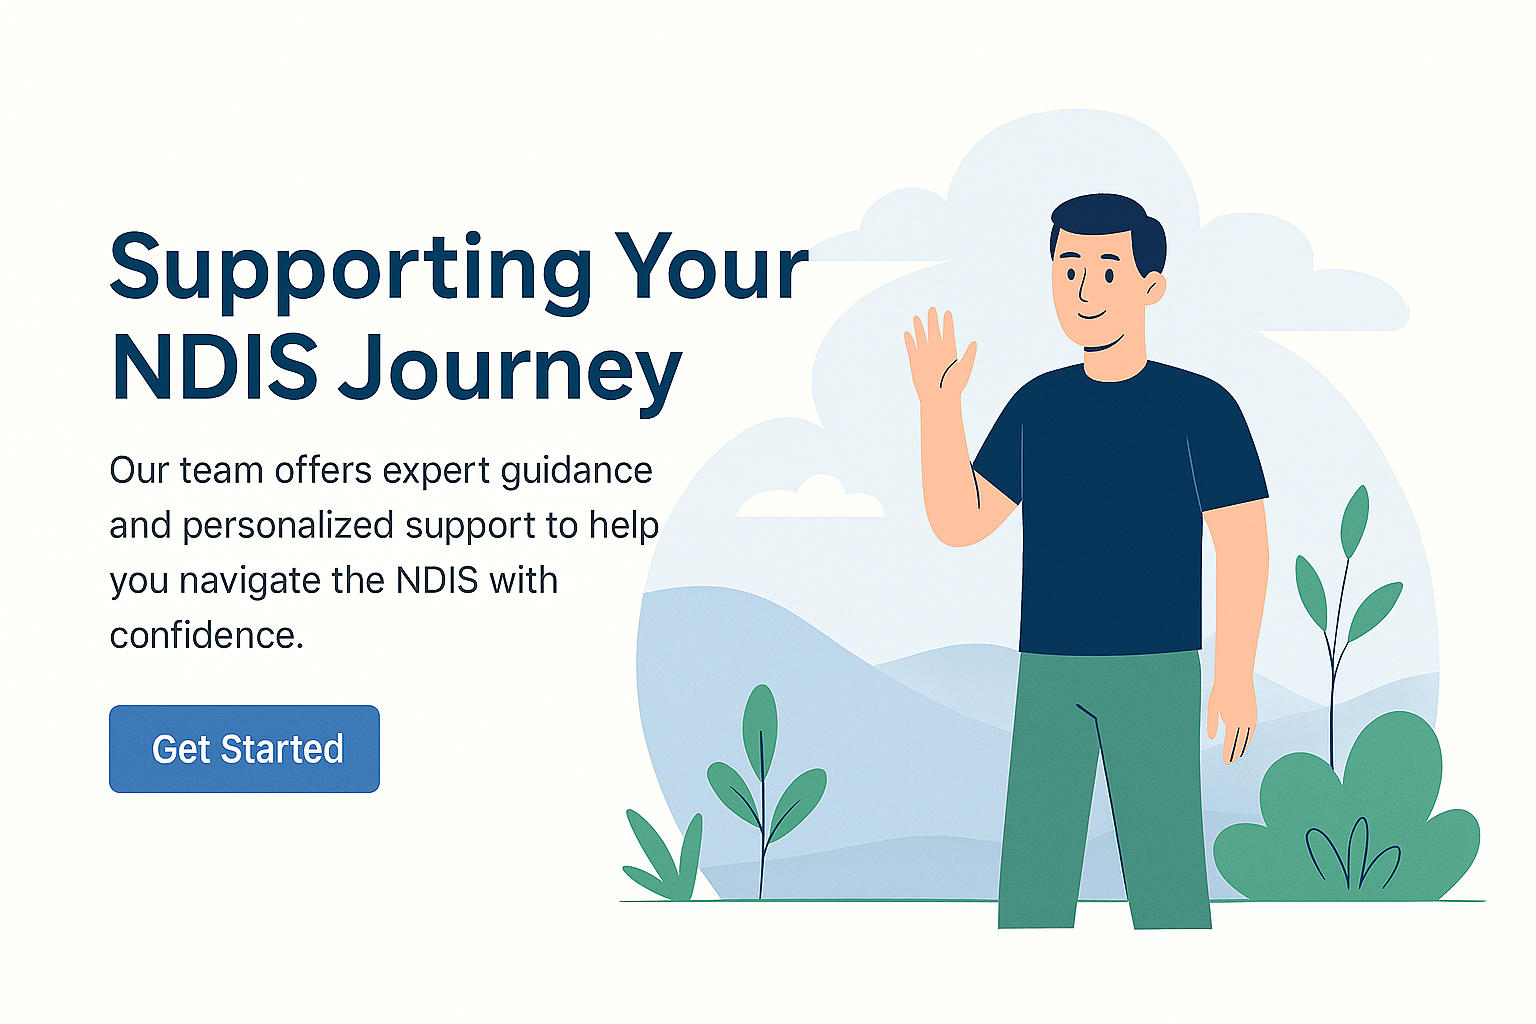 Supporting Your
NDIS Journey
Our team offers expert guidance
and personalized support to help
you navigate the NDIS with
confidence.
Get Started